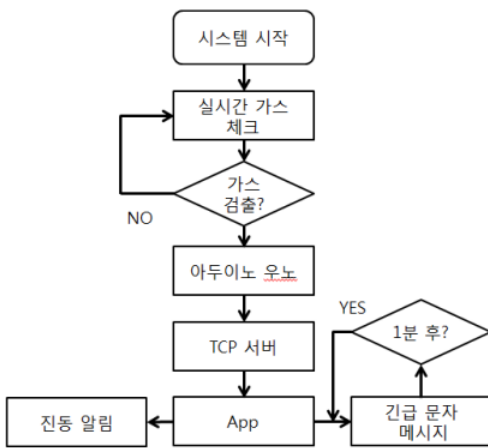 시스템 시작
실시간 가스
체크
가스
검출?
NO
아두이노 우노
YES
1분 후?
TCP 서버
진동 알림
App
긴급 문자
메시지